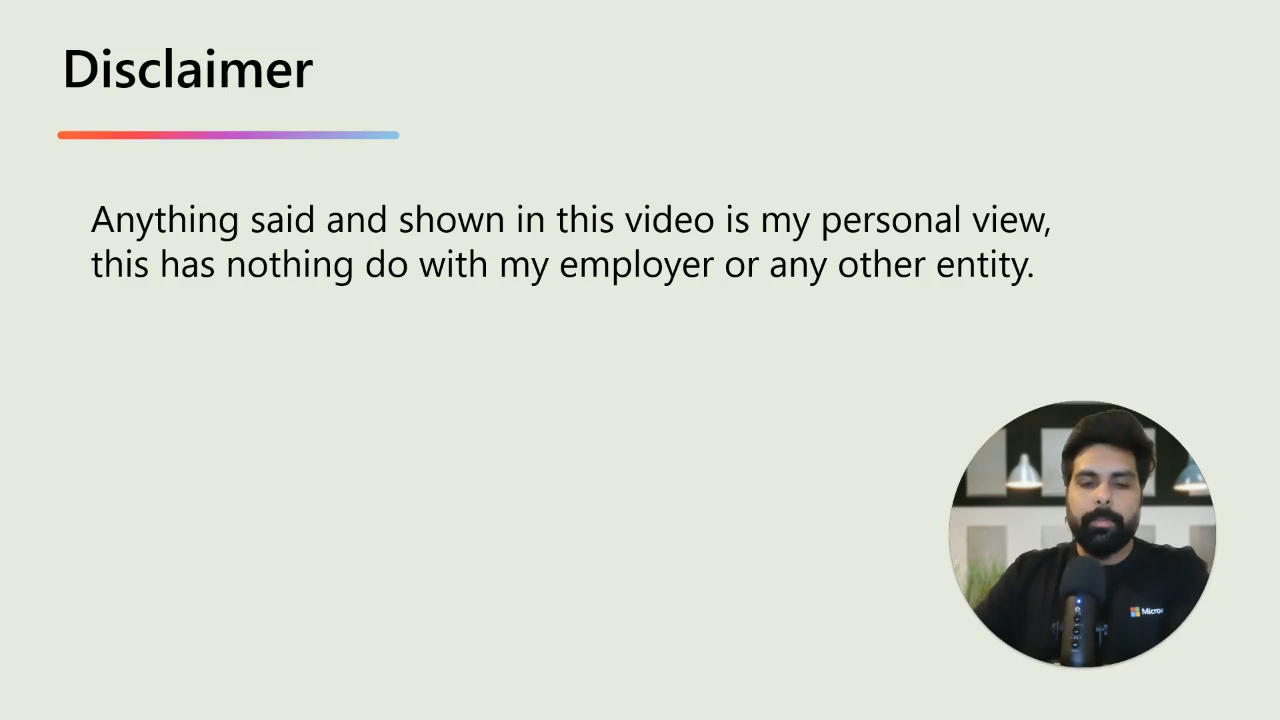 Disclaimer
Anything said and shown in this video is my personal view,
this has nothing do with my employer or any other entity.
Micros